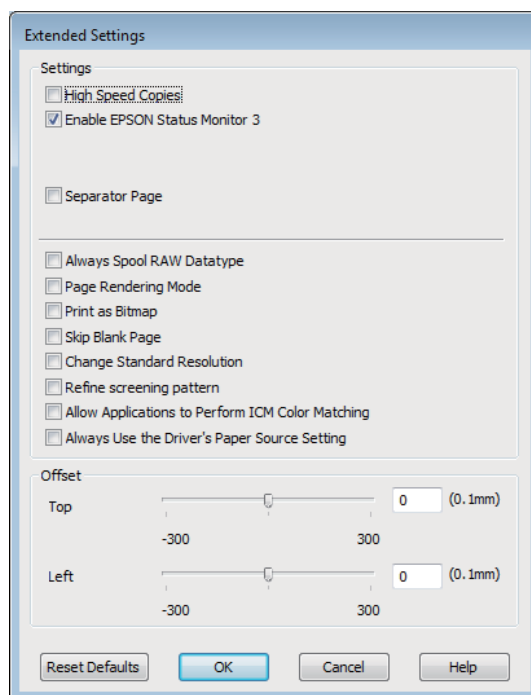 Extended Settings
Settings
High Speed Copies
Enable EPSON Status Monitor 3
Separator Page
Always Spool RAW Datatype
Page Rendering Mode
Print as Bitmap
Skip Blank Page
Change Standard Resolution
Refine screening pattern
Allow Applications to Perform ICM Color Matching
Always Use the Driver's Paper Source Setting
Offset
Top 0 (0.1mm)
-300 300
Left 0 (0.1mm)
-300 300
Reset Defaults OK Cancel Help